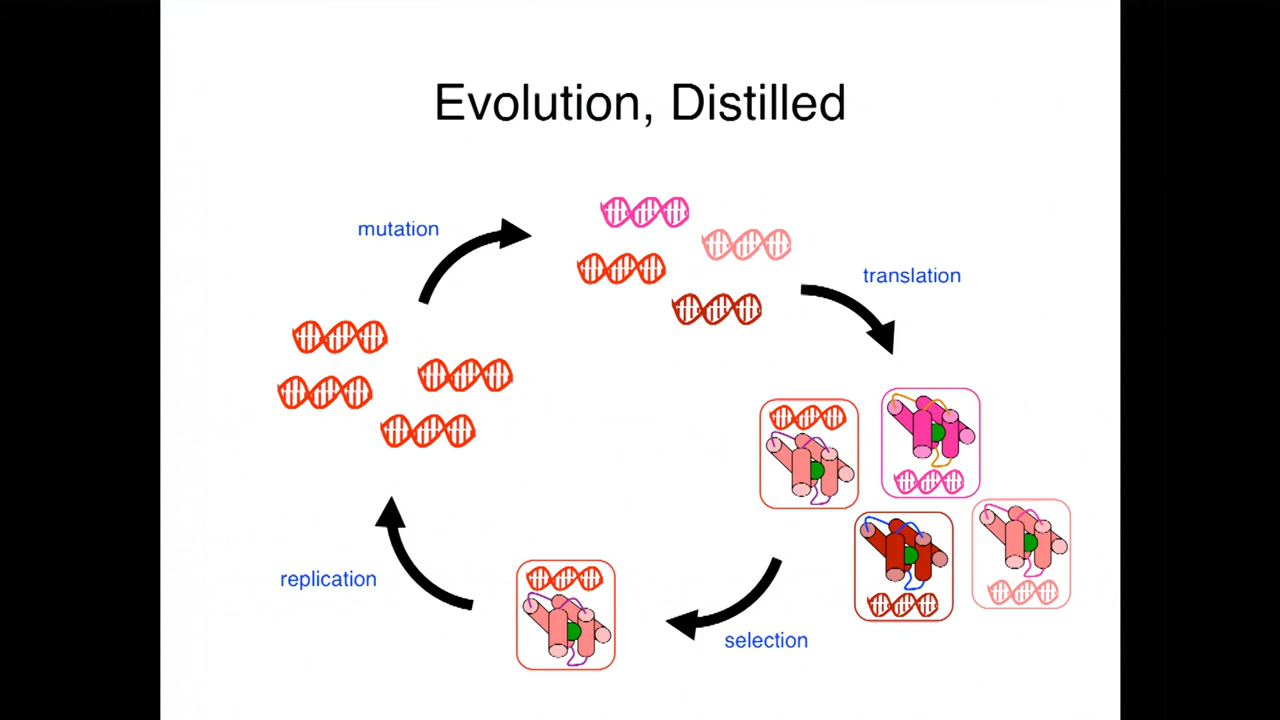 Evolution, Distilled
mutation
translation
replication
selection